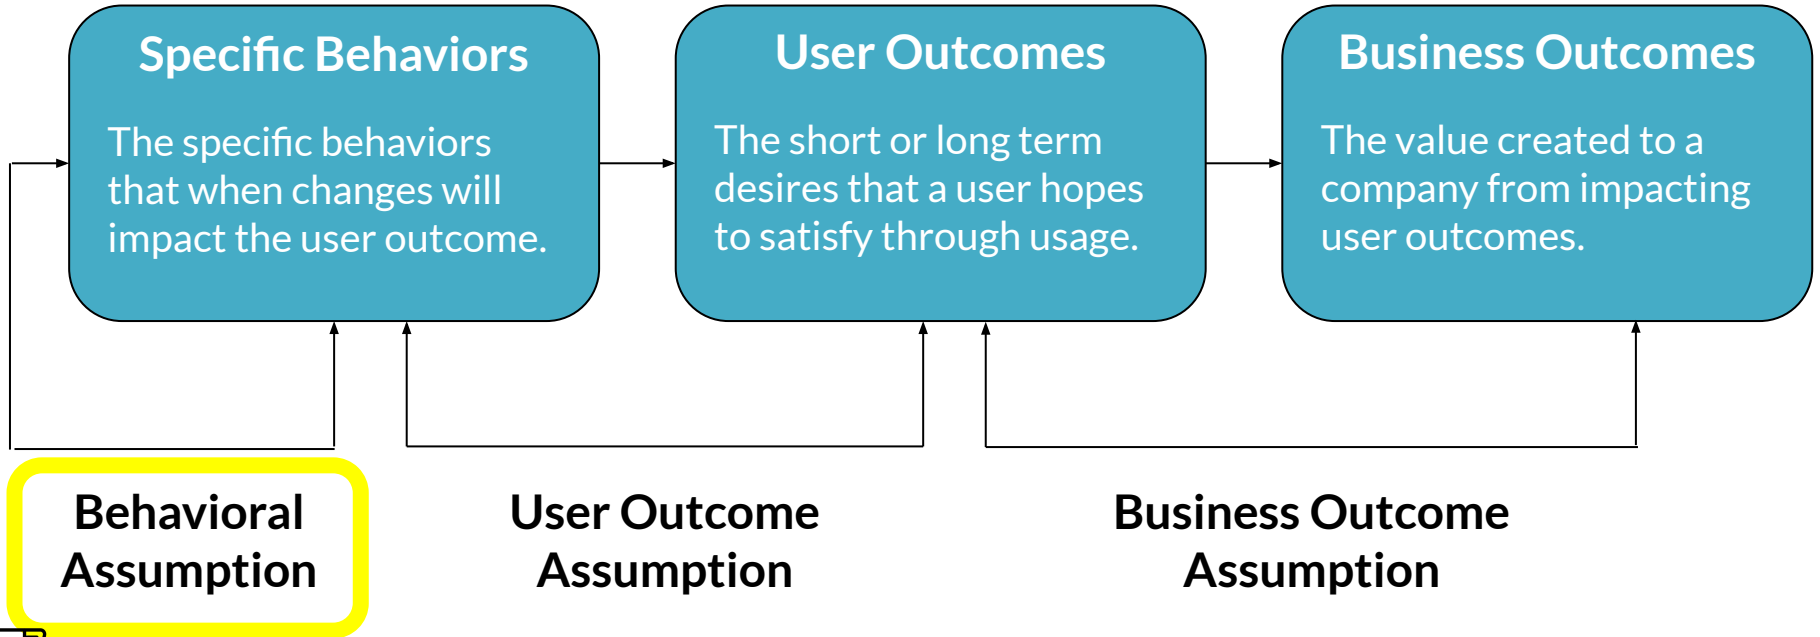 Specific Behaviors
The specific behaviors
that when changes will
impact the user outcome.
User Outcomes
The short or long term
desires that a user hopes
to satisfy through usage.
Business Outcomes
The value created to a
company from impacting
user outcomes.
Behavioral
Assumption
User Outcome
Assumption
Business Outcome
Assumption